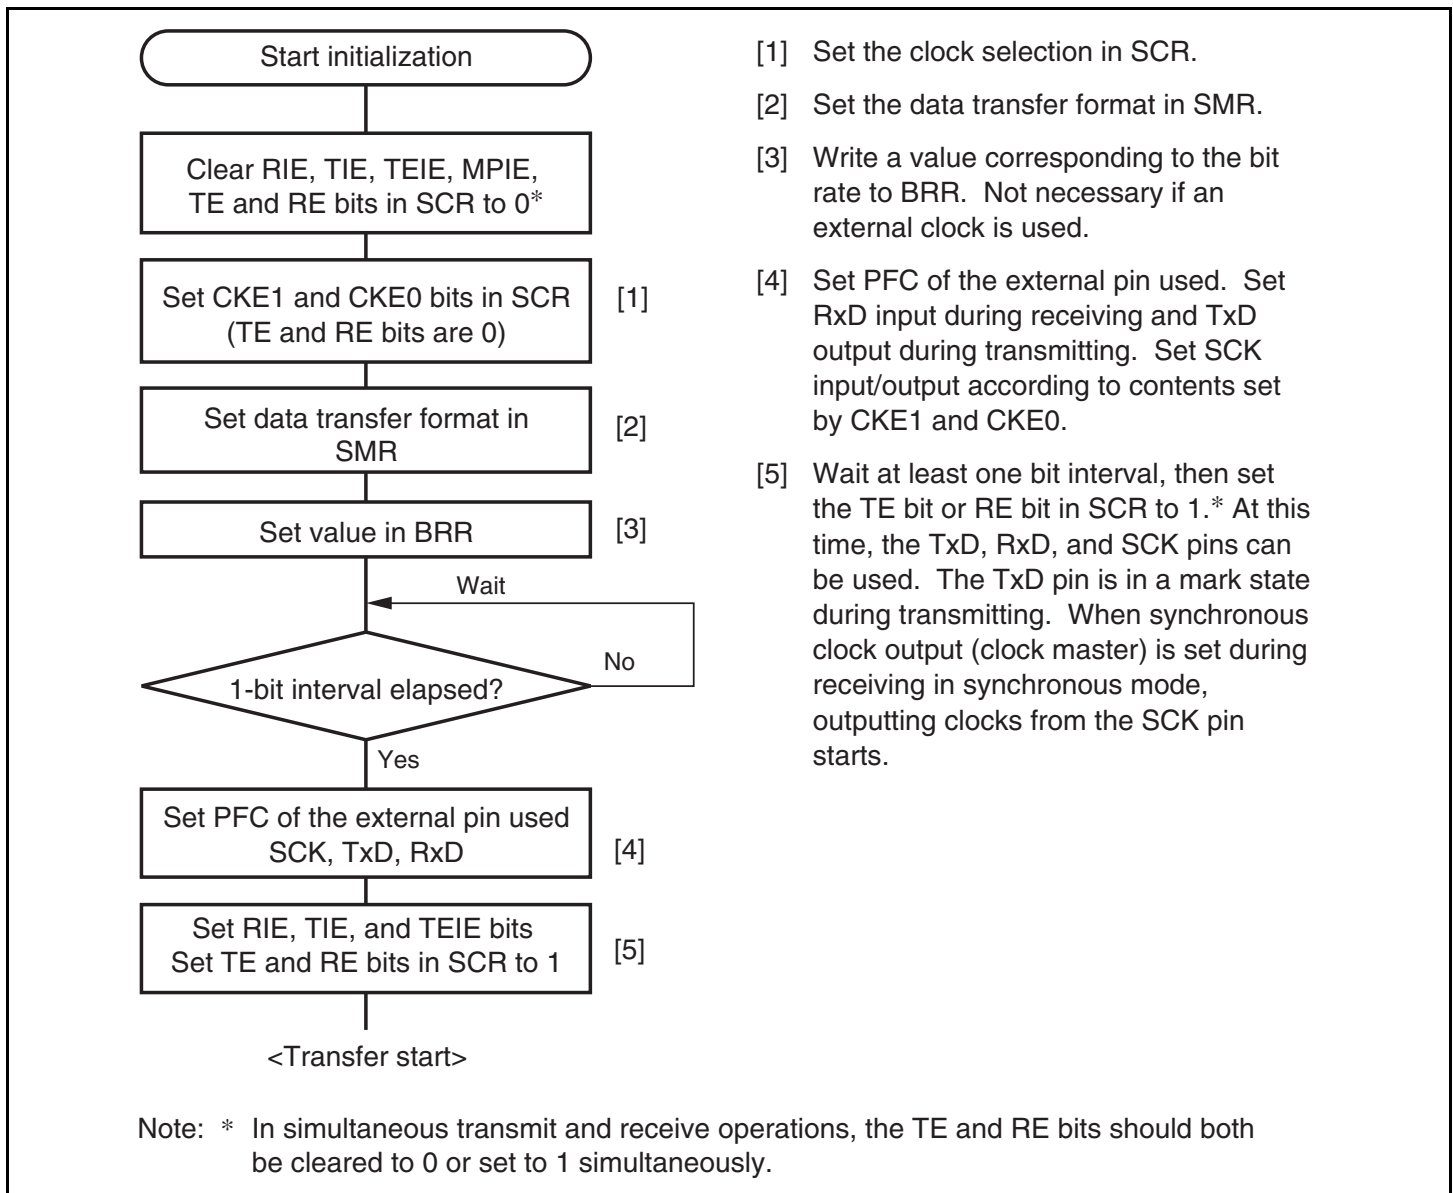 Start initialization
Clear RIE, TIE, TEIE, MPIE,
TE and RE bits in SCR to 0*
Set CKE1 and CKE0 bits in SCR
(TE and RE bits are 0)
[1]
Set data transfer format in
SMR
[2]
Set value in BRR
[3]
Wait
No
1-bit interval elapsed?
Yes
Set PFC of the external pin used
SCK, TxD, RxD
[4]
Set RIE, TIE, and TEIE bits
Set TE and RE bits in SCR to 1
[5]
<Transfer start>
[1] Set the clock selection in SCR.
[2] Set the data transfer format in SMR.
[3] Write a value corresponding to the bit
rate to BRR. Not necessary if an
external clock is used.
[4] Set PFC of the external pin used. Set
RxD input during receiving and TxD
output during transmitting. Set SCK
input/output according to contents set
by CKE1 and CKE0.
[5] Wait at least one bit interval, then set
the TE bit or RE bit in SCR to 1.* At this
time, the TxD, RxD, and SCK pins can
be used. The TxD pin is in a mark state
during transmitting. When synchronous
clock output (clock master) is set during
receiving in synchronous mode,
outputting clocks from the SCK pin
starts.
Note: * In simultaneous transmit and receive operations, the TE and RE bits should both
be cleared to 0 or set to 1 simultaneously.